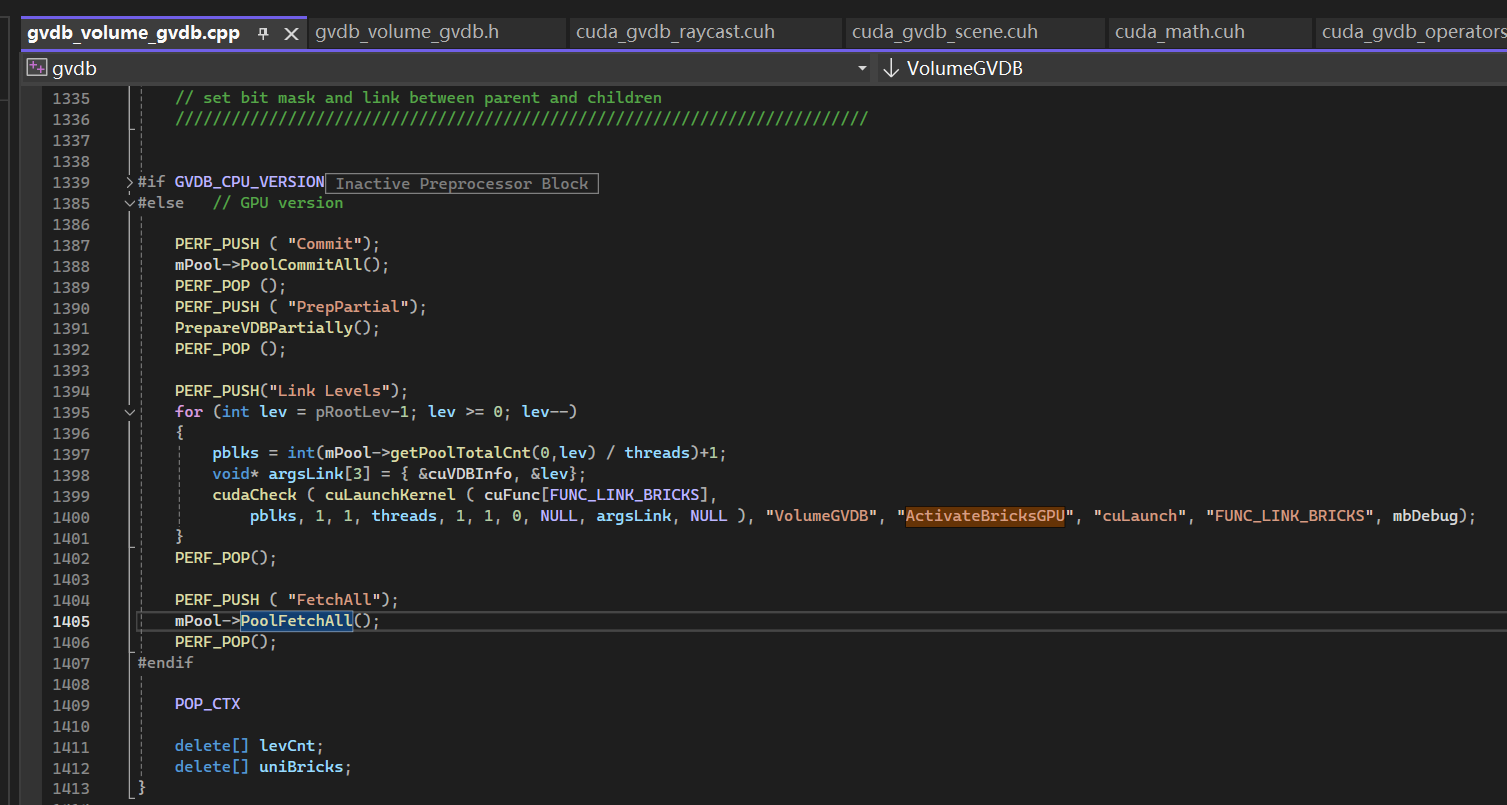 gvdb_volume_gvdb.cpp gvdb_volume_gvdb.h cuda_gvdb_raycast.cuh cuda_gvdb_scene.cuh cuda_math.cuh cuda_gvdb_operators
gvdb VolumeGVDB
1335 // set bit mask and link between parent and children
1336 //////////////////////////////////////////////////////////////////////////
1337
1338
1339 #if GVDB_CPU_VERSION Inactive Preprocessor Block
1385 #else // GPU version
1386
1387 PERF_PUSH ( "Commit");
1388 mPool->PoolCommitAll();
1389 PERF_POP ();
1390 PERF_PUSH ( "PrepPartial");
1391 PrepareVDBPartially();
1392 PERF_POP ();
1393
1394 PERF_PUSH("Link Levels");
1395 for (int lev = pRootLev-1; lev >= 0; lev--)
1396 {
1397 pblks = int(mPool->getPoolTotalCnt(0,lev) / threads)+1;
1398 void* argsLink[3] = { &cuVDBInfo, &lev};
1399 cudaCheck ( cuLaunchKernel ( cuFunc[FUNC_LINK_BRICKS],
1400 pblks, 1, 1, threads, 1, 1, 0, NULL, argsLink, NULL ), "VolumeGVDB", "ActivateBricksGPU", "cuLaunch", "FUNC_LINK_BRICKS", mbDebug);
1401 }
1402 PERF_POP();
1403
1404 PERF_PUSH ( "FetchAll");
1405 mPool->PoolFetchAll();
1406 PERF_POP();
1407 #endif
1408
1409 POP_CTX
1410
1411 delete[] levCnt;
1412 delete[] uniBricks;
1413 }